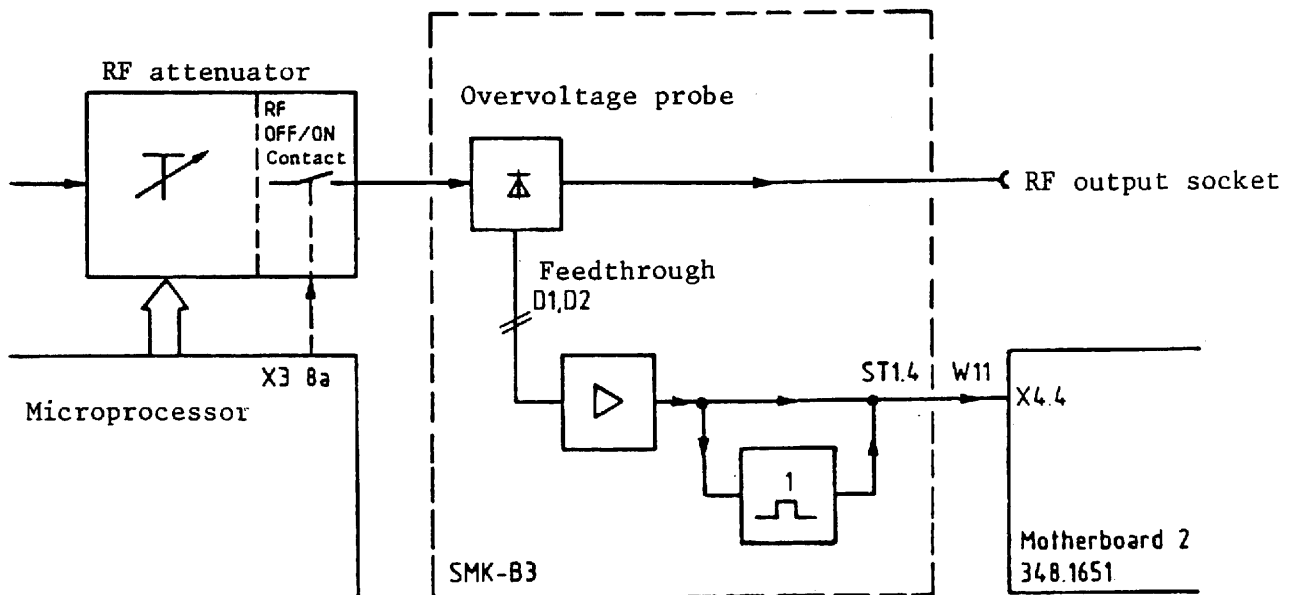 RF attenuator
RF
OFF/ON
Contact
Overvoltage probe
RF output socket
Feedthrough
D1,D2
X3 8a
Microprocessor
ST1.4
W11
X4.4
1
SMK-B3
Motherboard 2
348.1651